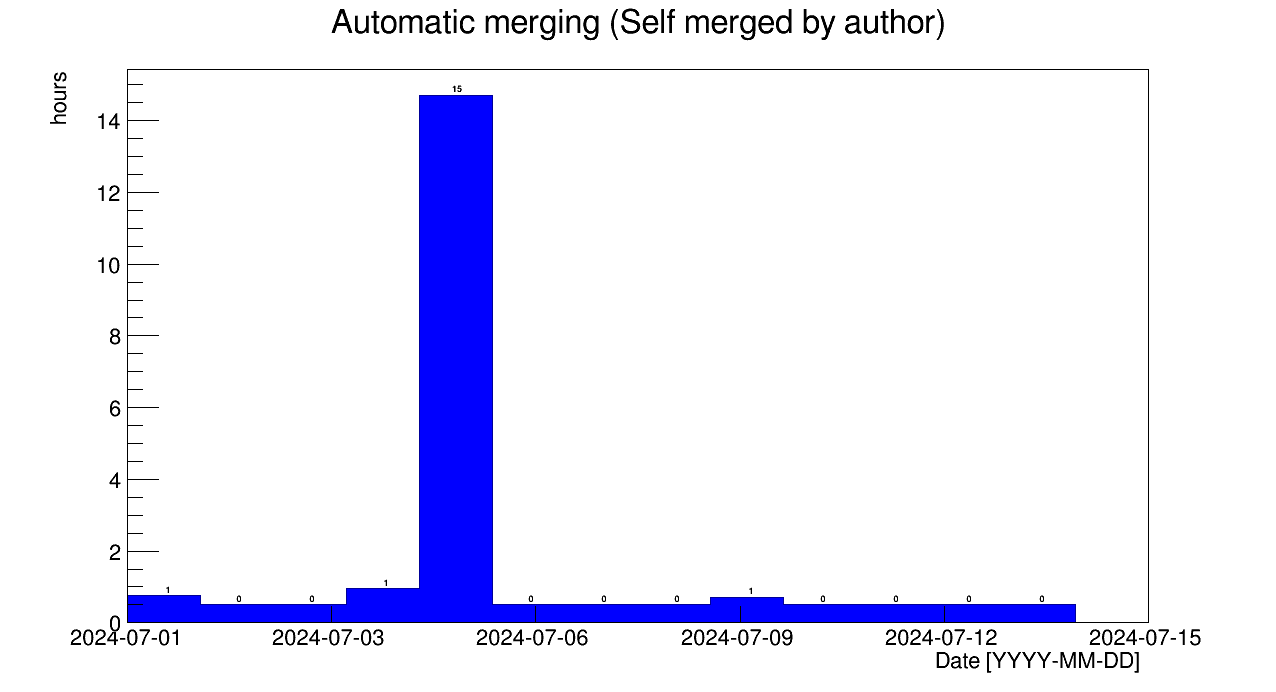 Automatic merging (Self merged by author)
hours
15
14
12
10
8
6
4
2
0
1 0 0 1 0 0 0 1 0 0 0 0
2024-07-01 2024-07-03 2024-07-06 2024-07-09 2024-07-12 2024-07-15
Date [YYYY-MM-DD]